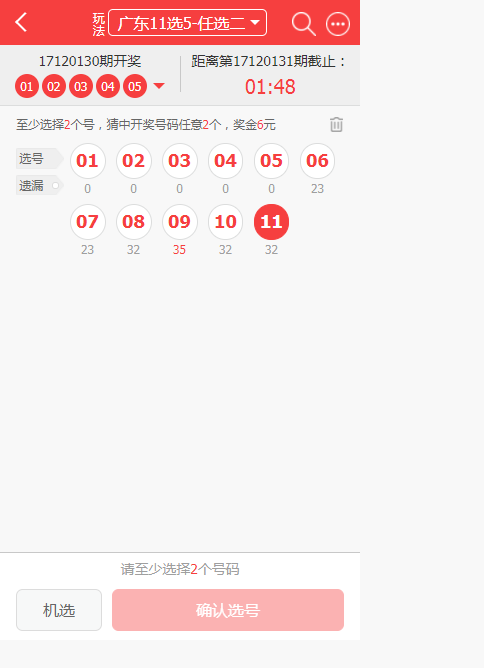 玩法 广东11选5-任选二
17120130期开奖 距离第17120131期截止：
01 02 03 04 05 01:48
至少选择2个号，猜中开奖号码任意2个，奖金6元
选号 01 02 03 04 05 06
遗漏 0 0 0 0 0 23
07 08 09 10 11
23 32 35 32 32
请至少选择2个号码
机选 确认选号